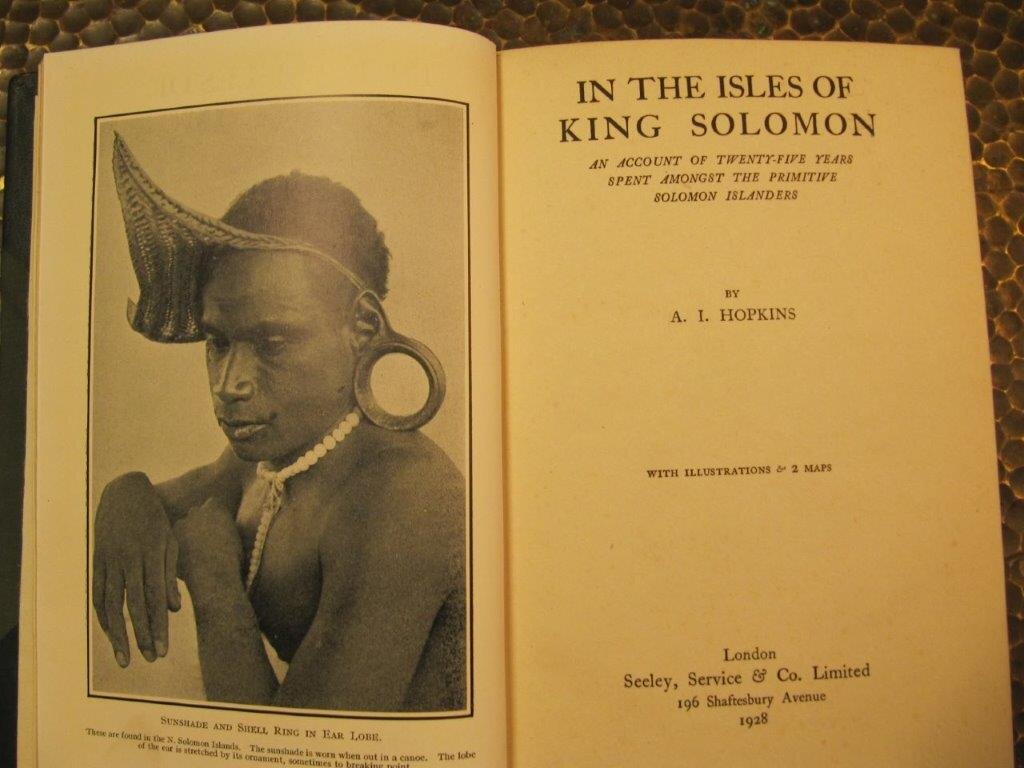 SUNSHADE AND SHELL RING IN EAR LOBE.
These are found in the N. Solomon Islands. The sunshade is worn when out in a canoe. The lobe
of the ear is stretched by its ornament, sometimes to breaking point.
IN THE ISLES OF
KING SOLOMON
AN ACCOUNT OF TWENTY-FIVE YEARS
SPENT AMONGST THE PRIMITIVE
SOLOMON ISLANDERS
BY
A. I. HOPKINS
WITH ILLUSTRATIONS & 2 MAPS
London
Seeley, Service & Co. Limited
196 Shaftesbury Avenue
1928